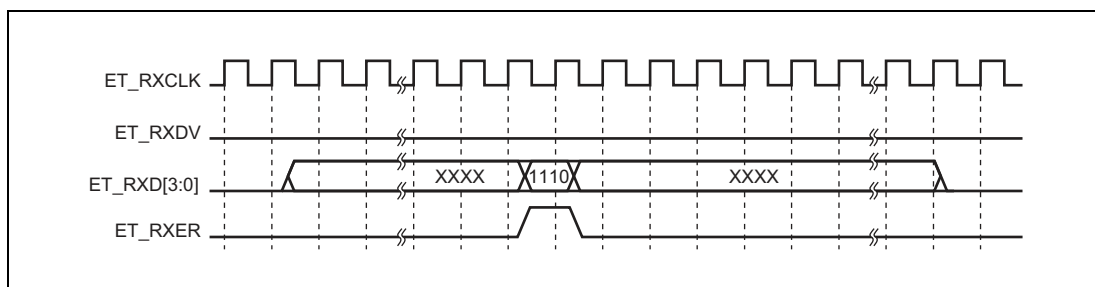 ET_RXCLK
ET_RXDV
ET_RXD[3:0] XXXX 1110 XXXX
ET_RXER